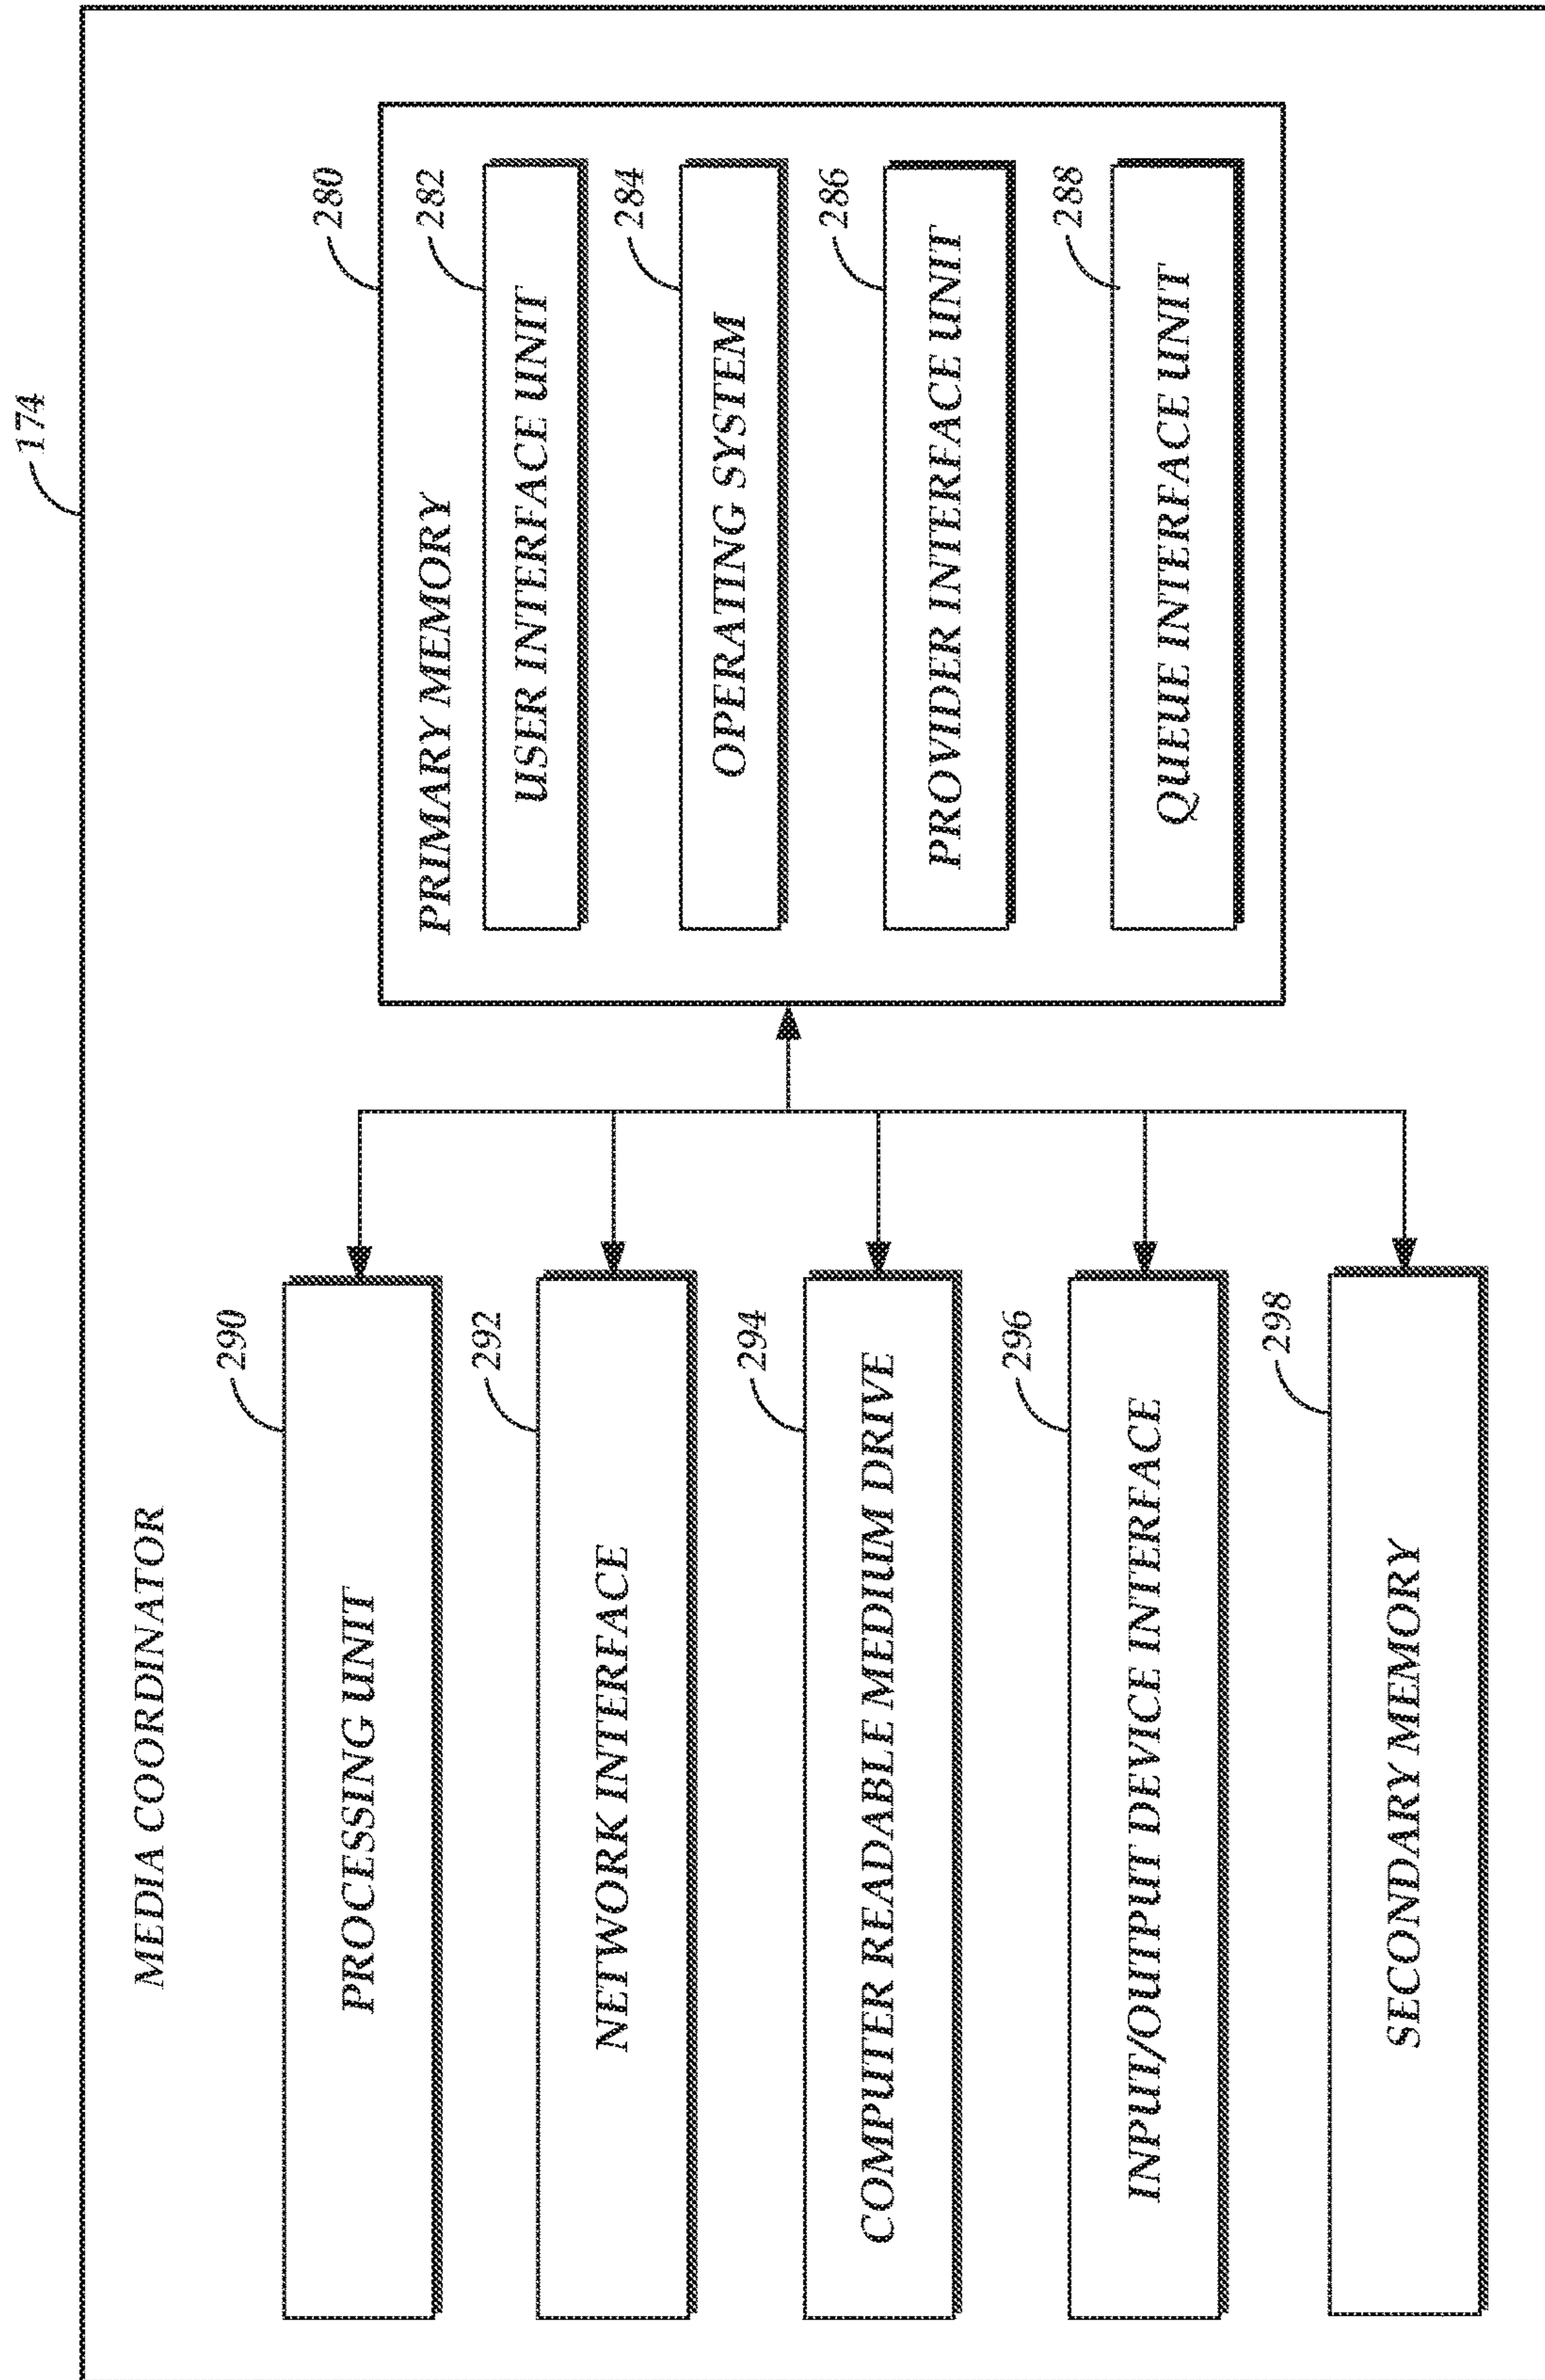 174
MEDIA COORDINATOR
290
PROCESSING UNIT
292
NETWORK INTERFACE
294
COMPUTER READABLE MEDIUM DRIVE
296
INPUT/OUTPUT DEVICE INTERFACE
298
SECONDARY MEMORY
280
PRIMARY MEMORY
282
USER INTERFACE UNIT
284
OPERATING SYSTEM
286
PROVIDER INTERFACE UNIT
288
QUEUE INTERFACE UNIT